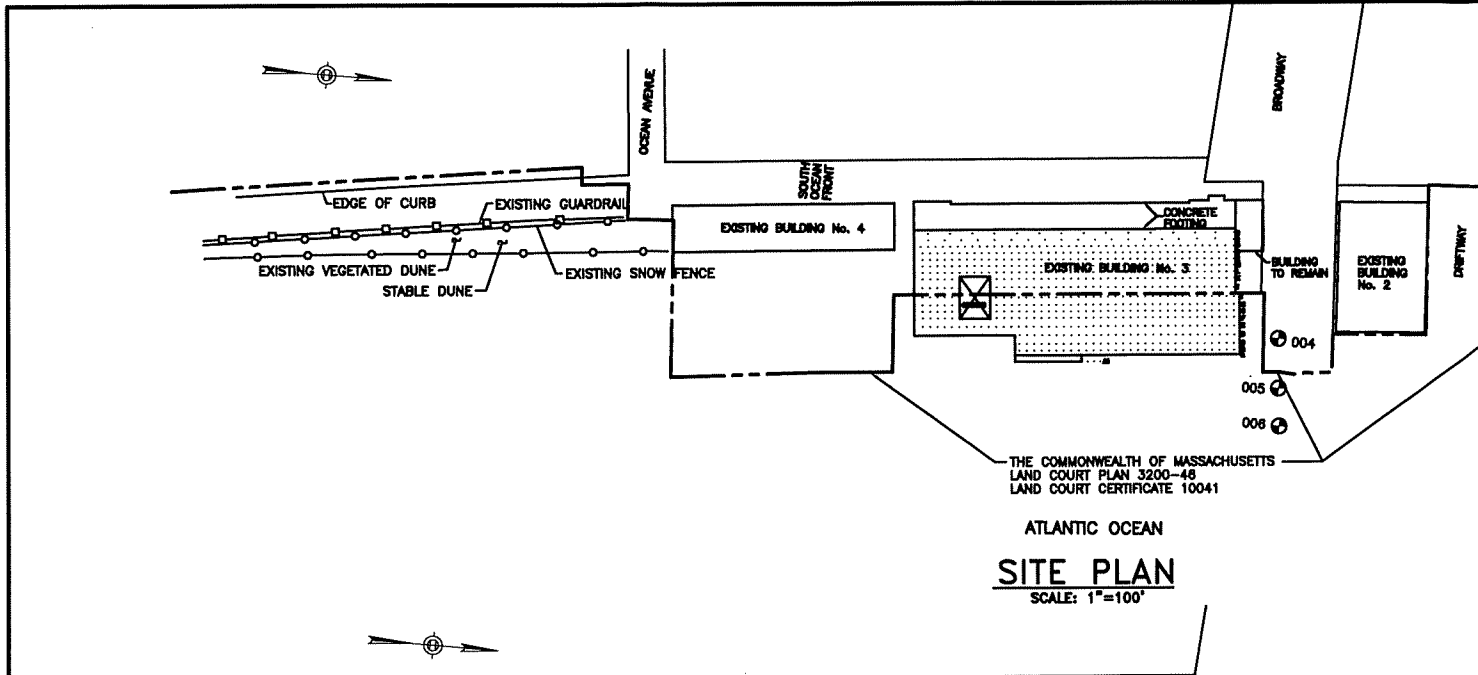 OCEAN AVENUE
BROADWAY
SOUTH
OCEAN
FRONT
EDGE OF CURB
EXISTING GUARDRAIL
EXISTING BUILDING No. 4
CONCRETE
FOOTING
EXISTING BUILDING No. 3
BUILDING
TO REMAIN
EXISTING
BUILDING
No. 2
DRIFTWAY
EXISTING VEGETATED DUNE
EXISTING SNOW FENCE
STABLE DUNE
004
005
006
THE COMMONWEALTH OF MASSACHUSETTS
LAND COURT PLAN 3200-48
LAND COURT CERTIFICATE 10041
ATLANTIC OCEAN
SITE PLAN
SCALE: 1"=100'